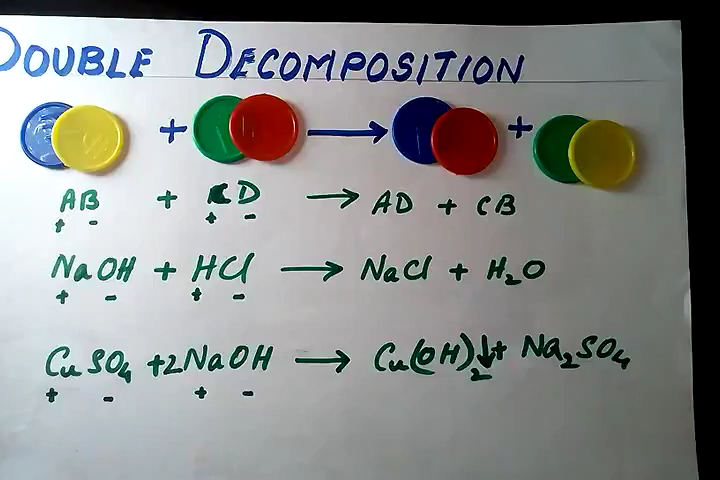 DOUBLE DECOMPOSITION
+ → +
AB + CD → AD + CB
+ - + -
NaOH + HCl → NaCl + H₂O
+ - + -
CuSO₄ + 2NaOH → Cu(OH)₂↓ + Na₂SO₄
+ - + -